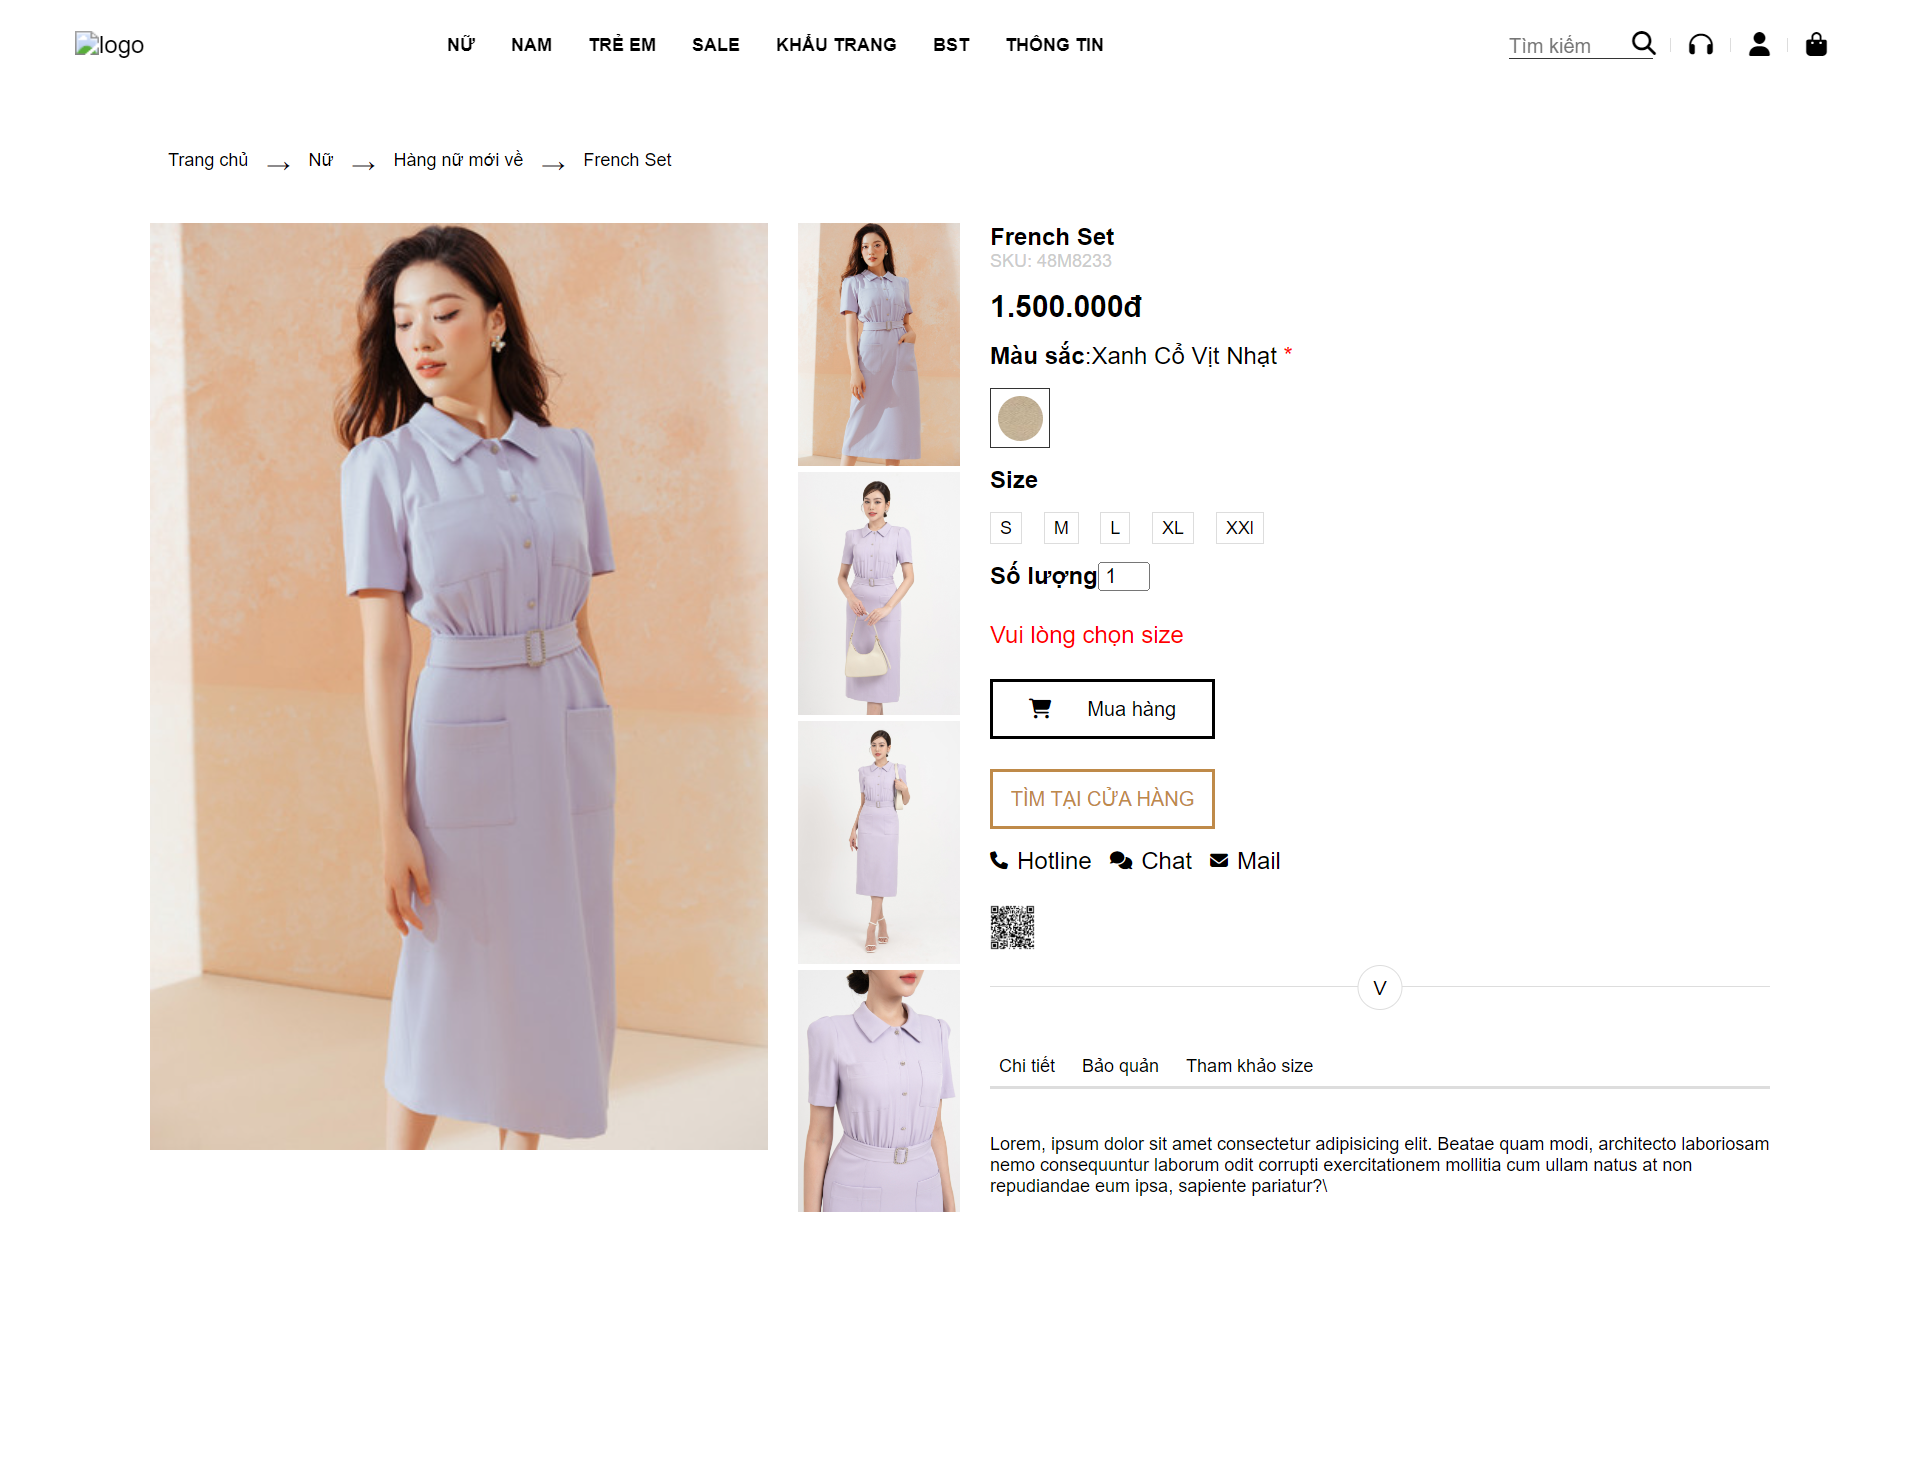 logo
NỮ NAM TRẺ EM SALE KHẨU TRANG BST THÔNG TIN
Tìm kiếm
Trang chủ → Nữ → Hàng nữ mới về → French Set
French Set
SKU: 48M8233
1.500.000đ
Màu sắc:Xanh Cổ Vịt Nhạt *
Size
S M L XL XXl
Số lượng 1
Vui lòng chọn size
Mua hàng
TÌM TẠI CỬA HÀNG
Hotline Chat Mail
V
Chi tiết Bảo quản Tham khảo size
Lorem, ipsum dolor sit amet consectetur adipisicing elit. Beatae quam modi, architecto laboriosam
nemo consequuntur laborum odit corrupti exercitationem mollitia cum ullam natus at non
repudiandae eum ipsa, sapiente pariatur?\